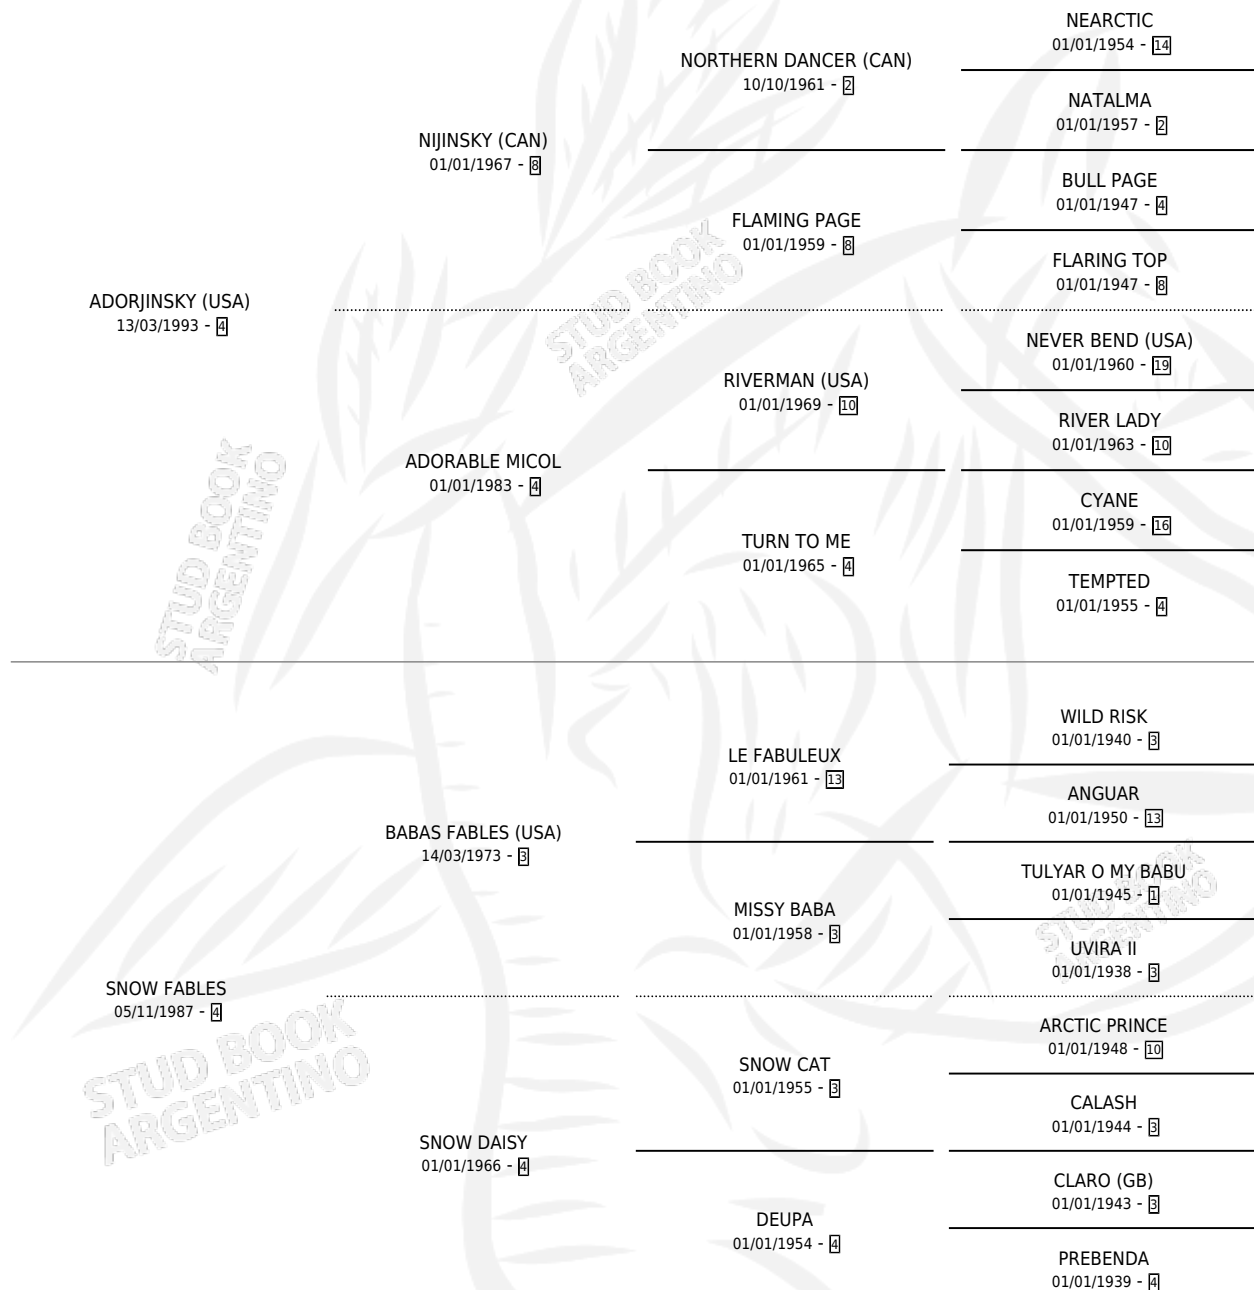 NEARCTIC
01/01/1954 - 14
NORTHERN DANCER (CAN)
10/10/1961 - 2
NATALMA
01/01/1957 - 2
NIJINSKY (CAN)
01/01/1967 - 8
BULL PAGE
01/01/1947 - 4
FLAMING PAGE
01/01/1959 - 8
FLARING TOP
01/01/1947 - 8
ADORJINSKY (USA)
13/03/1993 - 4
NEVER BEND (USA)
01/01/1960 - 19
RIVERMAN (USA)
01/01/1969 - 10
RIVER LADY
01/01/1963 - 10
ADORABLE MICOL
01/01/1983 - 4
CYANE
01/01/1959 - 16
TURN TO ME
01/01/1965 - 4
TEMPTED
01/01/1955 - 4
WILD RISK
01/01/1940 - 3
LE FABULEUX
01/01/1961 - 13
ANGUAR
01/01/1950 - 13
BABAS FABLES (USA)
14/03/1973 - 3
TULYAR O MY BABU
01/01/1945 - 1
MISSY BABA
01/01/1958 - 3
UVIRA II
01/01/1938 - 3
SNOW FABLES
05/11/1987 - 4
ARCTIC PRINCE
01/01/1948 - 10
SNOW CAT
01/01/1955 - 3
CALASH
01/01/1944 - 3
SNOW DAISY
01/01/1966 - 4
CLARO (GB)
01/01/1943 - 3
DEUPA
01/01/1954 - 4
PREBENDA
01/01/1939 - 4
STUD BOOK
ARGENTINO
STUD BOOK
ARGENTINO
STUD BOOK
ARGENTINO
STUD BOOK
ARGENTINO